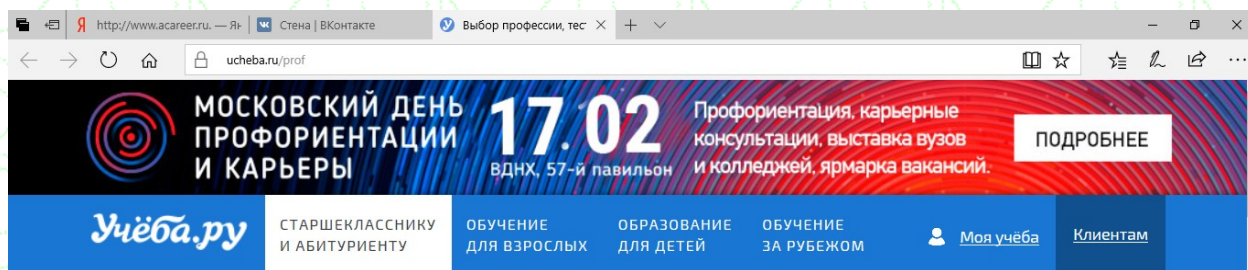 http://www.acareer.ru. — Ян
Стена | ВКонтакте
Выбор профессии, тес
ucheba.ru/prof
МОСКОВСКИЙ ДЕНЬ
ПРОФОРИЕНТАЦИИ
И КАРЬЕРЫ
17.02
ВДНХ, 57-й павильон
Профориентация, карьерные
консультации, выставка вузов
и колледжей, ярмарка вакансий.
ПОДРОБНЕЕ
Учёба.ру
СТАРШЕКЛАССНИКУ
И АБИТУРИЕНТУ
ОБУЧЕНИЕ
ДЛЯ ВЗРОСЛЫХ
ОБРАЗОВАНИЕ
ДЛЯ ДЕТЕЙ
ОБУЧЕНИЕ
ЗА РУБЕЖОМ
Моя учёба
Клиентам